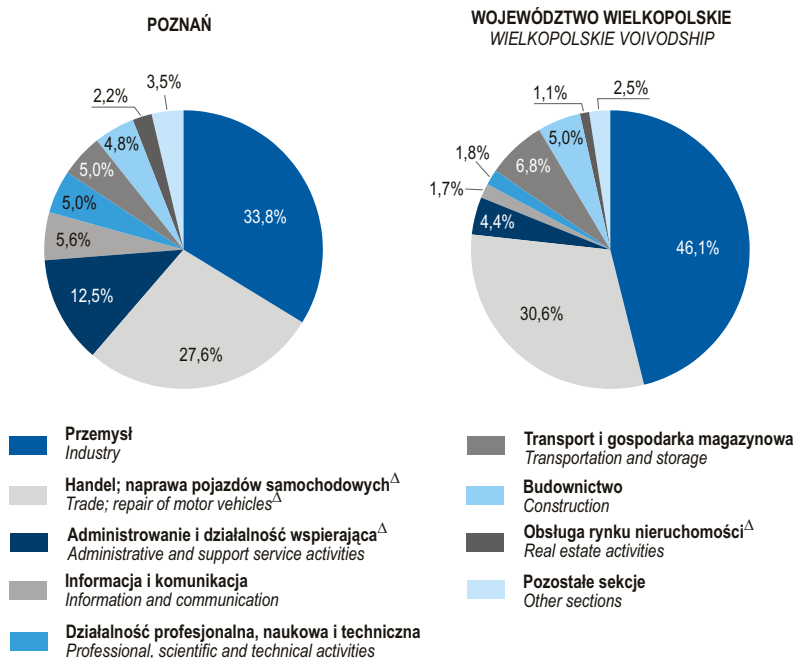 POZNAŃ
3,5%
2,2%
4,8%
5,0%
5,0%
5,6%
12,5%
33,8%
27,6%
WOJEWÓDZTWO WIELKOPOLSKIE
WIELKOPOLSKIE VOIVODSHIP
2,5%
1,1%
5,0%
6,8%
1,8%
1,7%
4,4%
46,1%
30,6%
Przemysł
Industry
Handel; naprawa pojazdów samochodowych∆
Trade; repair of motor vehicles∆
Administrowanie i działalność wspierająca∆
Administrative and support service activities
Informacja i komunikacja
Information and communication
Działalność profesjonalna, naukowa i techniczna
Professional, scientific and technical activities
Transport i gospodarka magazynowa
Transportation and storage
Budownictwo
Construction
Obsługa rynku nieruchomości∆
Real estate activities
Pozostałe sekcje
Other sections